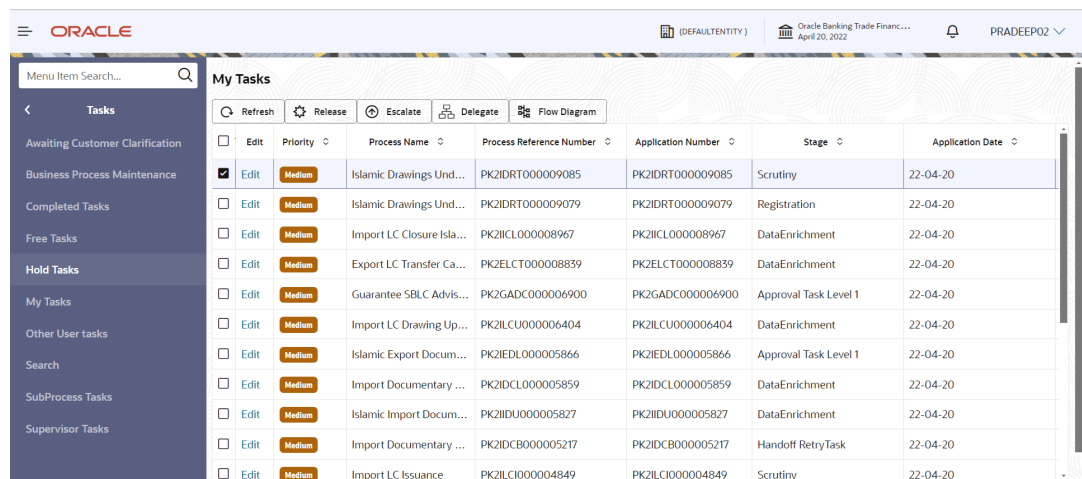 ORACLE
(DEFAULTENTITY )
Oracle Banking Trade Financ...
April 20, 2022
PRADEEP02
Menu Item Search...
Tasks
Awaiting Customer Clarification
Business Process Maintenance
Completed Tasks
Free Tasks
Hold Tasks
My Tasks
Other User tasks
Search
SubProcess Tasks
Supervisor Tasks
My Tasks
Refresh Release Escalate Delegate Flow Diagram
Edit Priority Process Name Process Reference Number Application Number Stage Application Date
Edit Medium Islamic Drawings Und... PK2IDRT000009085 PK2IDRT000009085 Scrutiny 22-04-20
Edit Medium Islamic Drawings Und... PK2IDRT000009079 PK2IDRT000009079 Registration 22-04-20
Edit Medium Import LC Closure Isla... PK2IICL000008967 PK2IICL000008967 DataEnrichment 22-04-20
Edit Medium Export LC Transfer Ca... PK2ELCT000008839 PK2ELCT000008839 DataEnrichment 22-04-20
Edit Medium Guarantee SBLC Advis... PK2GADC000006900 PK2GADC000006900 Approval Task Level 1 22-04-20
Edit Medium Import LC Drawing Up... PK2ILCU000006404 PK2ILCU000006404 DataEnrichment 22-04-20
Edit Medium Islamic Export Docum... PK2IEDL000005866 PK2IEDL000005866 Approval Task Level 1 22-04-20
Edit Medium Import Documentary ... PK2IDCL000005859 PK2IDCL000005859 DataEnrichment 22-04-20
Edit Medium Islamic Import Docum... PK2IIDU000005827 PK2IIDU000005827 DataEnrichment 22-04-20
Edit Medium Import Documentary ... PK2IDCB000005217 PK2IDCB000005217 Handoff RetryTask 22-04-20
Edit Medium Import LC Issuance PK2ILCI000004849 PK2ILCI000004849 Scrutiny 22-04-20